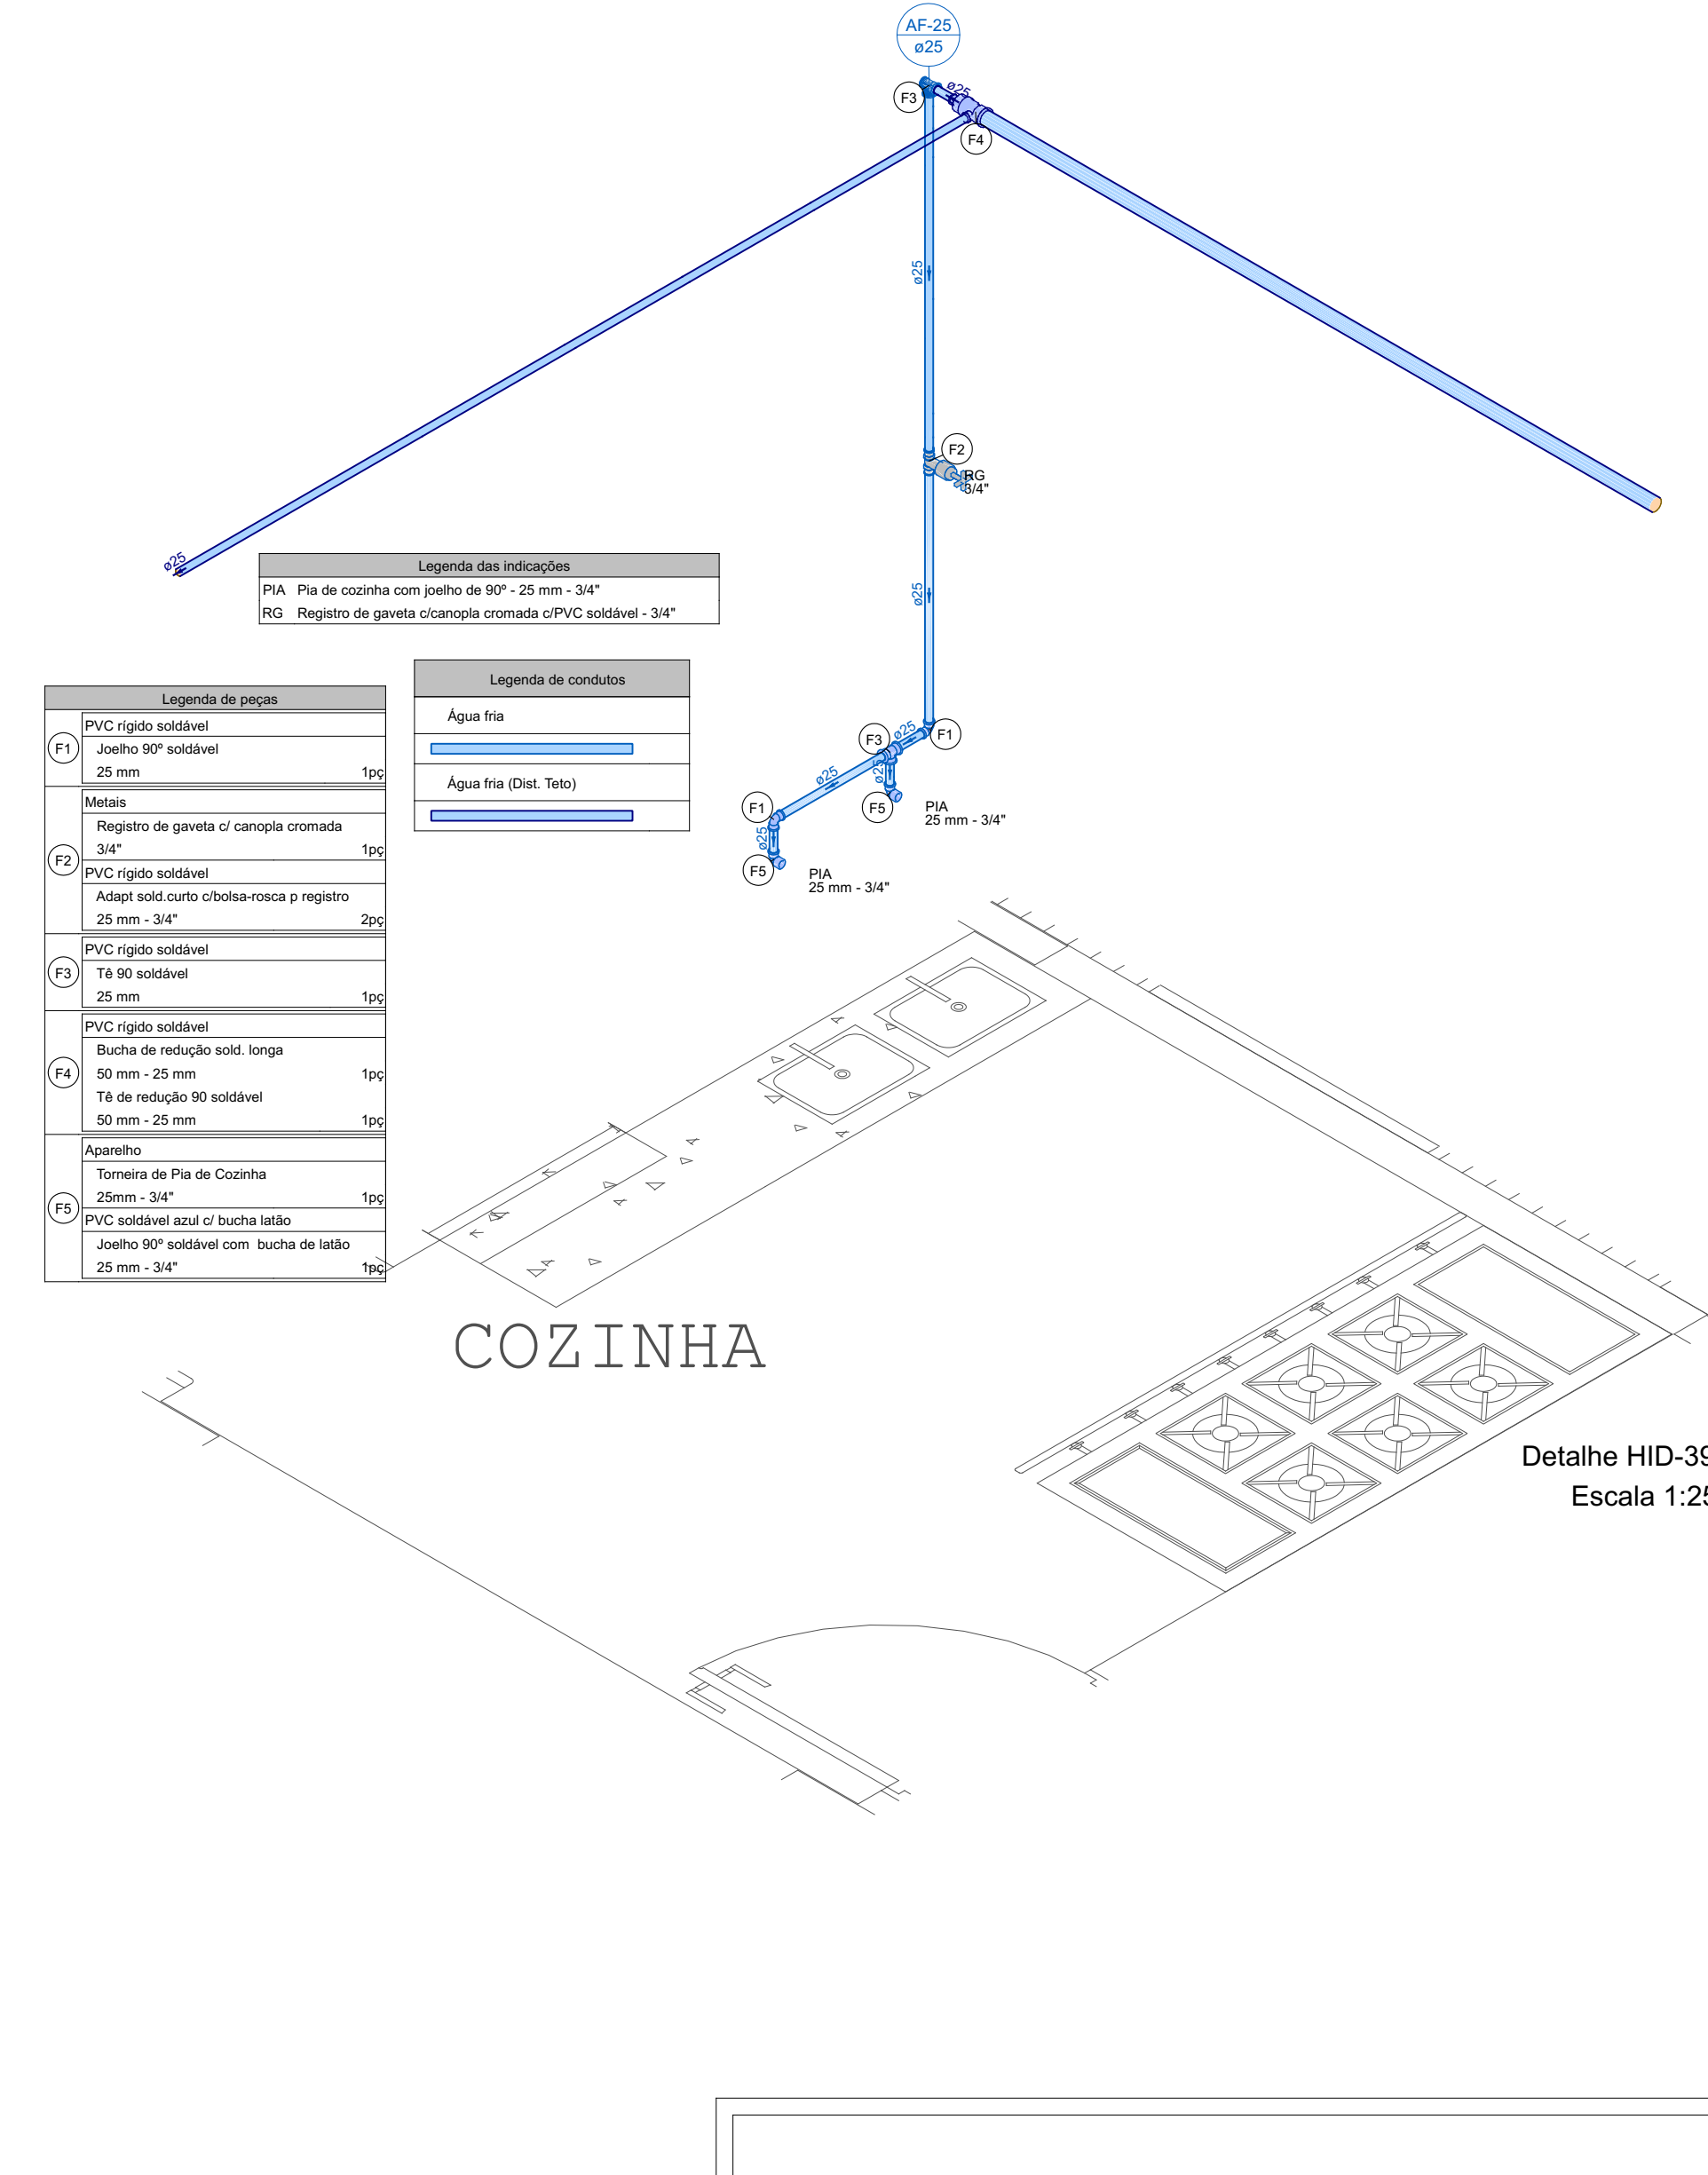 AF-25
ø25
F3
ø25
F4
ø25
F2
RG
3/4"
ø25
ø25
Legenda das indicações
PIA Pia de cozinha com joelho de 90º - 25 mm - 3/4"
RG Registro de gaveta c/canopla cromada c/PVC soldável - 3/4"
Legenda de condutos
Água fria
Água fria (Dist. Teto)
Legenda de peças
F1
PVC rígido soldável
Joelho 90º soldável
25 mm 1pç
F2
Metais
Registro de gaveta c/ canopla cromada
3/4" 1pç
PVC rígido soldável
Adapt sold.curto c/bolsa-rosca p registro
25 mm - 3/4" 2pç
F3
PVC rígido soldável
Tê 90 soldável
25 mm 1pç
F4
PVC rígido soldável
Bucha de redução sold. longa
50 mm - 25 mm 1pç
Tê de redução 90 soldável
50 mm - 25 mm 1pç
F5
Aparelho
Torneira de Pia de Cozinha
25mm - 3/4" 1pç
PVC soldável azul c/ bucha latão
Joelho 90º soldável com bucha de latão
25 mm - 3/4" 1pç
F3
ø25
F1
ø25
ø25
F1
F5
PIA
25 mm - 3/4"
ø25
F5
PIA
25 mm - 3/4"
COZINHA
Detalhe HID-39
Escala 1:25